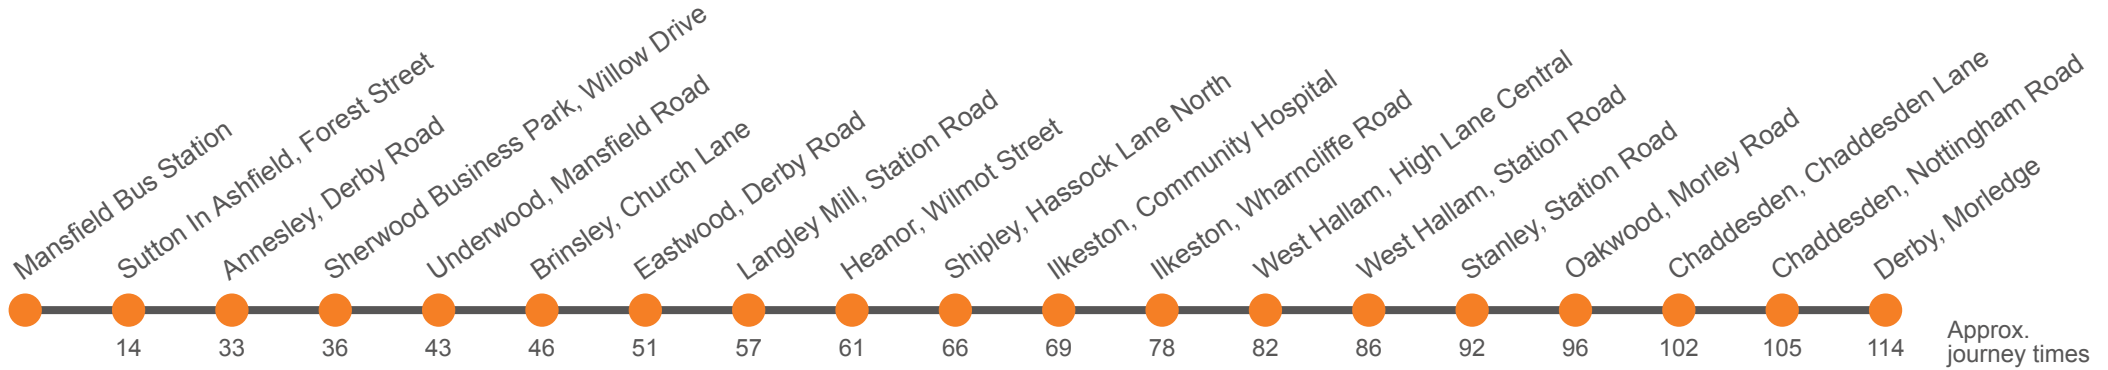 Mansfield Bus Station
Sutton In Ashfield, Forest Street
Annesley, Derby Road
Sherwood Business Park, Willow Drive
Underwood, Mansfield Road
Brinsley, Church Lane
Eastwood, Derby Road
Langley Mill, Station Road
Heanor, Wilmot Street
Shipley, Hassock Lane North
Ilkeston, Community Hospital
Ilkeston, Wharncliffe Road
West Hallam, High Lane Central
West Hallam, Station Road
Stanley, Station Road
Oakwood, Morley Road
Chaddesden, Chaddesden Lane
Chaddesden, Nottingham Road
Derby, Morledge
14 33 36 43 46 51 57 61 66 69 78 82 86 92 96 102 105 114
Approx.
journey times